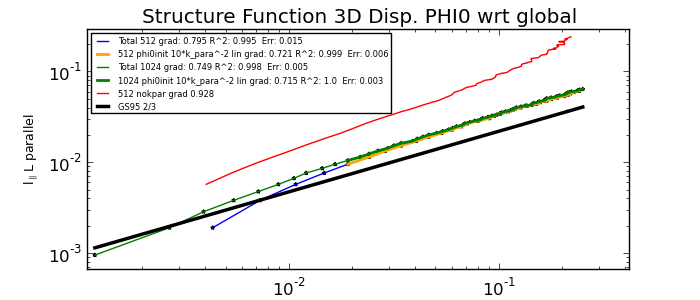 Structure Function 3D Disp. PHI0 wrt global
Total 512 grad: 0.795 R^2: 0.995  Err: 0.015
512 phi0init 10*k_para^-2 lin grad: 0.721 R^2: 0.999  Err: 0.006
Total 1024 grad: 0.749 R^2: 0.998  Err: 0.005
1024 phi0init 10*k_para^-2 lin grad: 0.715 R^2: 1.0  Err: 0.003
512 nokpar grad 0.928
GS95 2/3
l_∥ L parallel
10^-1
10^-2
10^-3
10^-2
10^-1